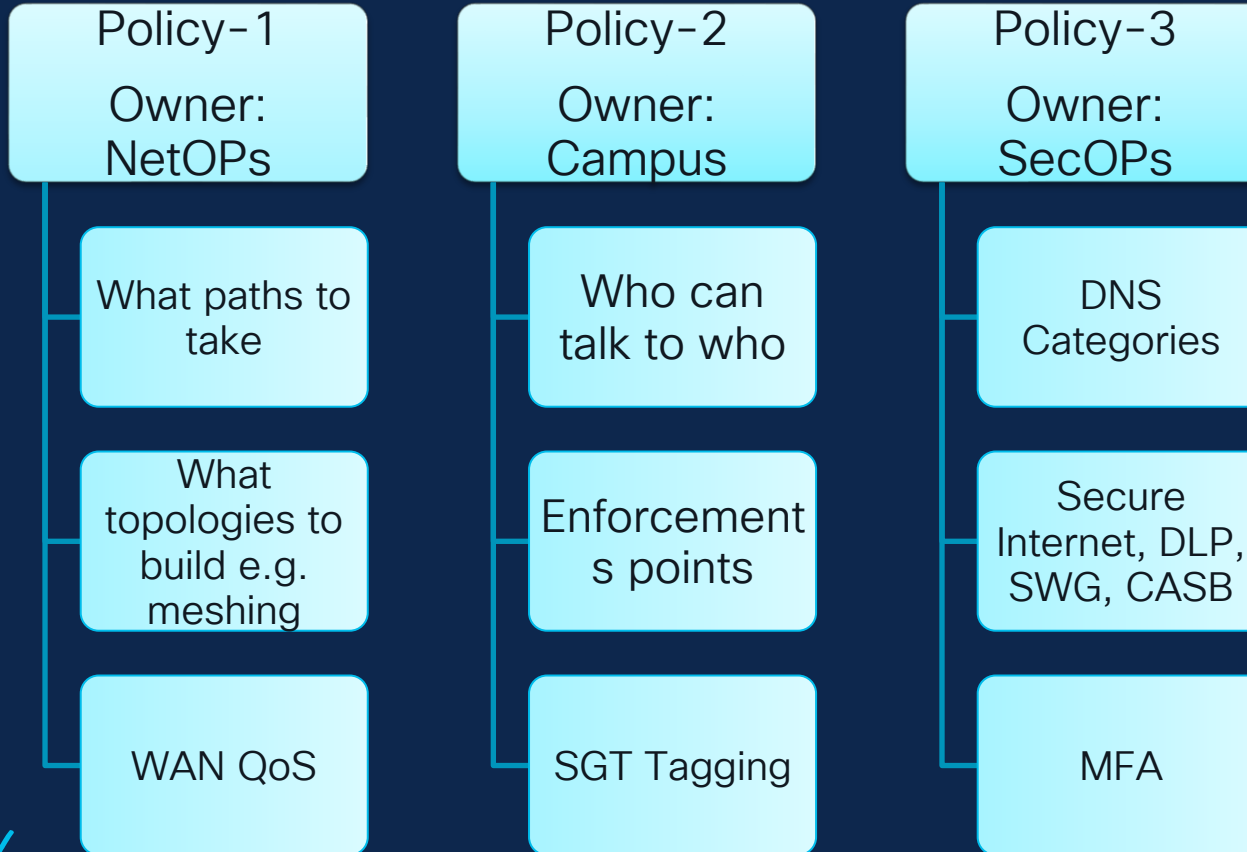 Policy-1
Owner:
NetOPs
What paths to
take
What
topologies to
build e.g.
meshing
WAN QoS
Policy-2
Owner:
Campus
Who can
talk to who
Enforcement
s points
SGT Tagging
Policy-3
Owner:
SecOPs
DNS
Categories
Secure
Internet, DLP,
SWG, CASB
MFA